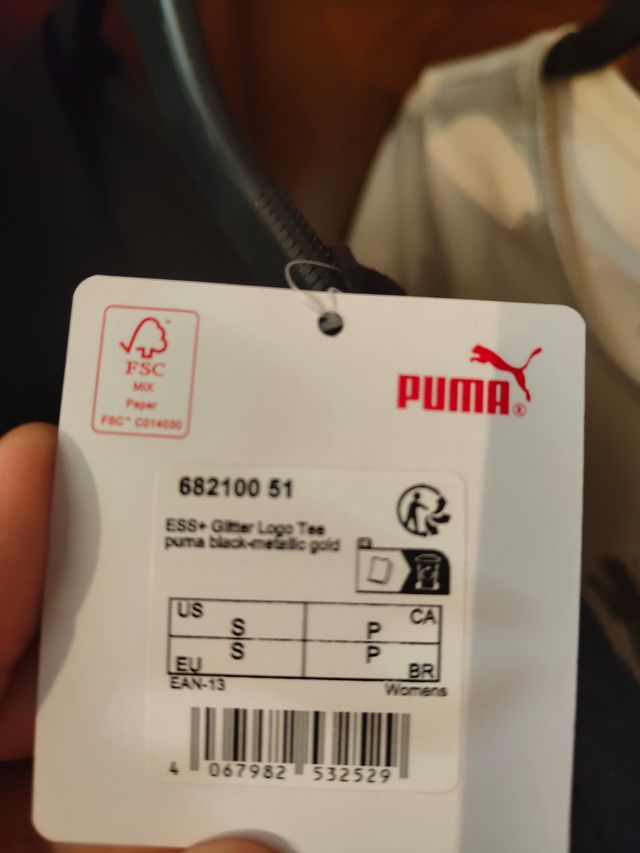 FSC
MIX
Paper
FSC™ C014030
PUMA®
682100 51
ESS+ Glitter Logo Tee
puma black-metallic gold
US S P CA
EU S P BR
EAN-13 Womens
4 067982 532529